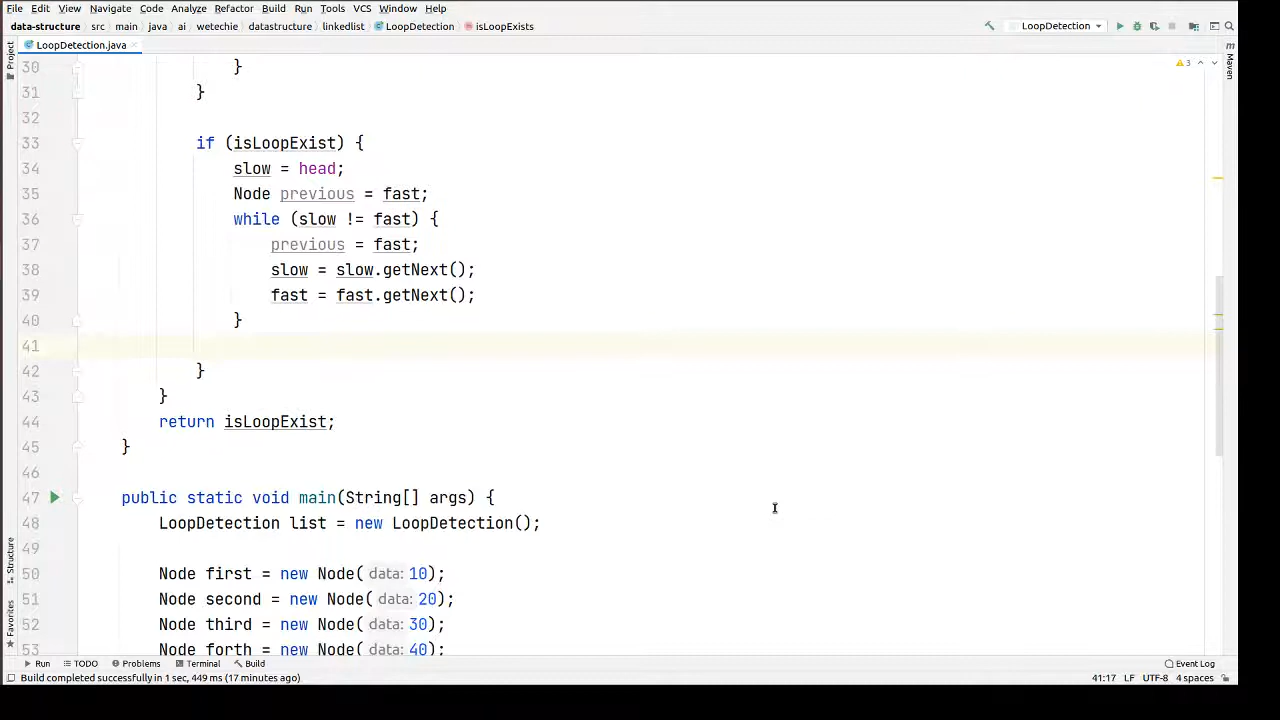 File Edit View Navigate Code Analyze Refactor Build Run Tools VCS Window Help
data-structure src main java ai wetechie datastructure linkedlist LoopDetection isLoopExists LoopDetection
LoopDetection.java
Project
Maven
3
30 }
31 }
32
33 if (isLoopExist) {
34 slow = head;
35 Node previous = fast;
36 while (slow != fast) {
37 previous = fast;
38 slow = slow.getNext();
39 fast = fast.getNext();
40 }
41
42 }
43 }
44 return isLoopExist;
45 }
46
47 public static void main(String[] args) {
48 LoopDetection list = new LoopDetection();
49
50 Node first = new Node( data: 10);
51 Node second = new Node( data: 20);
52 Node third = new Node( data: 30);
53 Node forth = new Node( data: 40);
Structure
Favorites
Run TODO Problems Terminal Build Event Log
Build completed successfully in 1 sec, 449 ms (17 minutes ago) 41:17 LF UTF-8 4 spaces